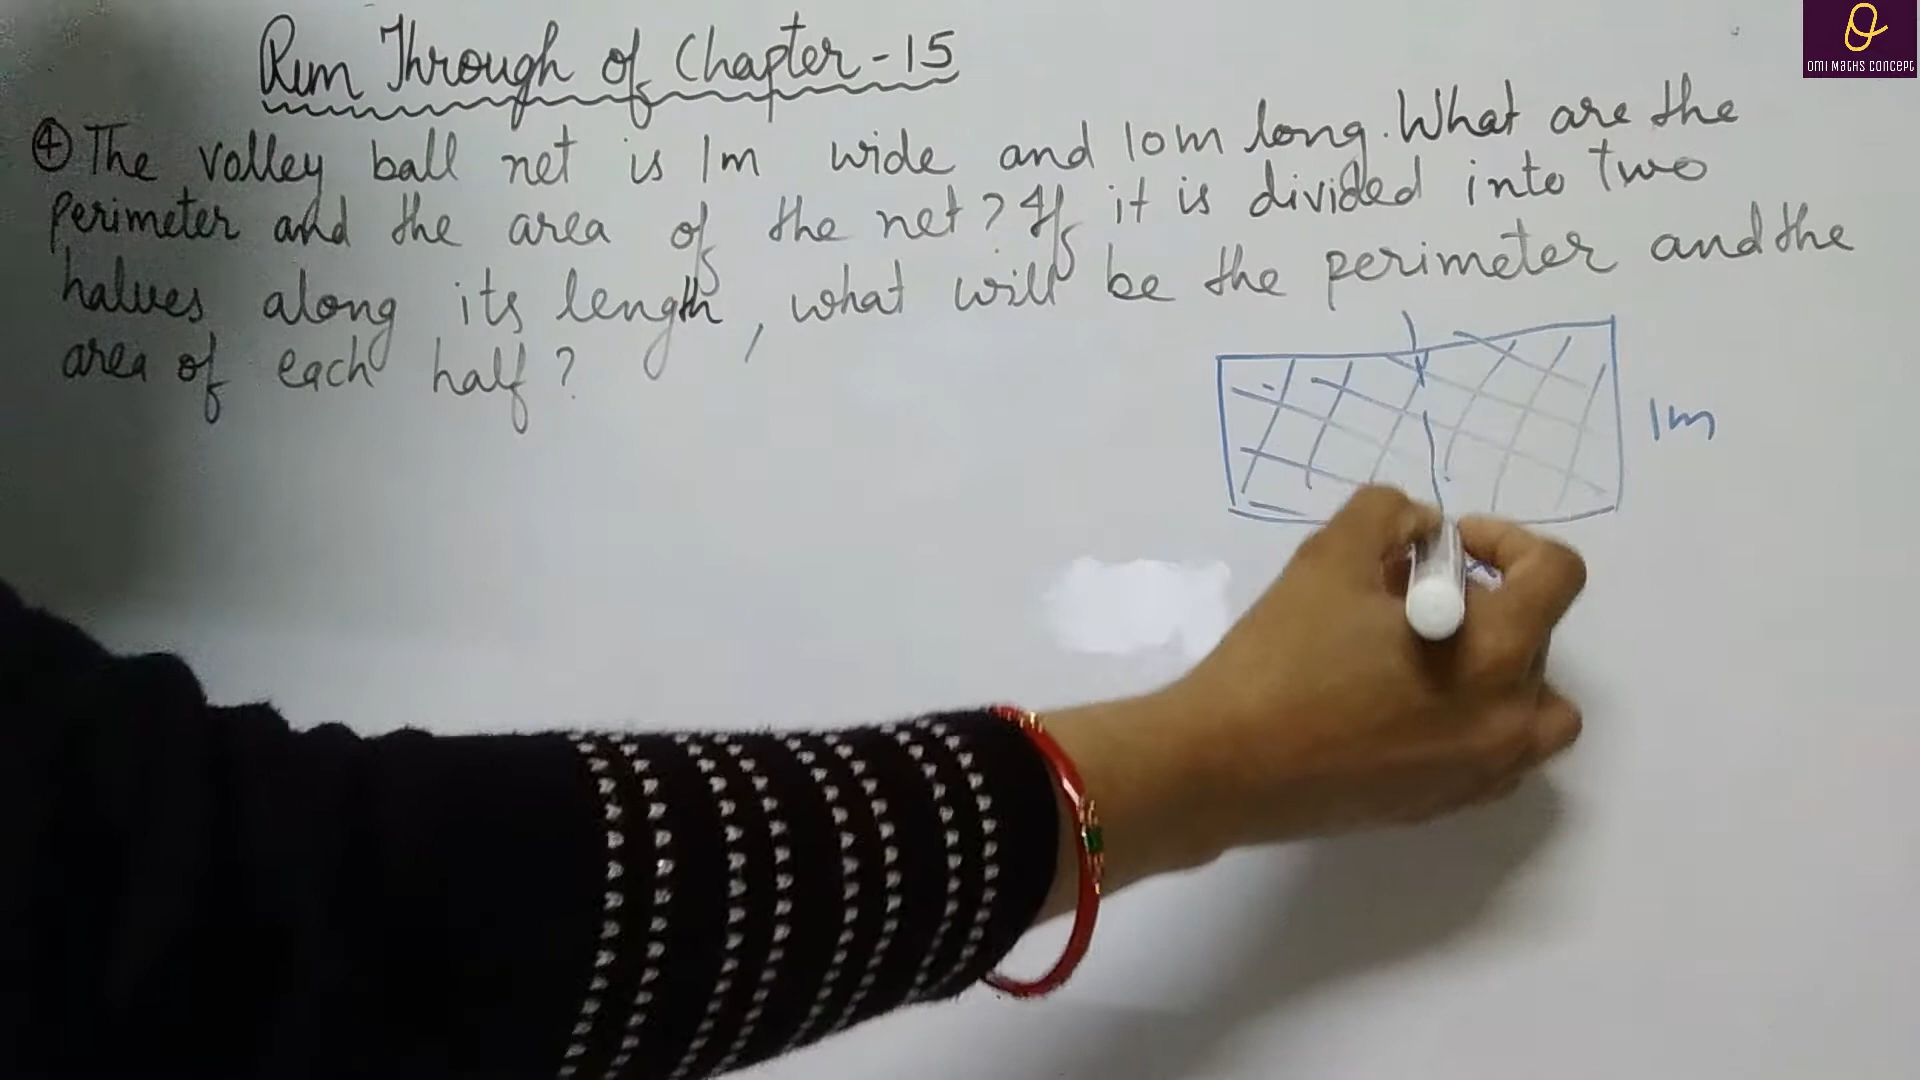 Run Through of Chapter-15
④ The volley ball net is 1m wide and 10m long. What are the
perimeter and the area of the net? If it is divided into two
halves along its length, what will be the perimeter and the
area of each half?
1m
OMI MATHS CONCEPT